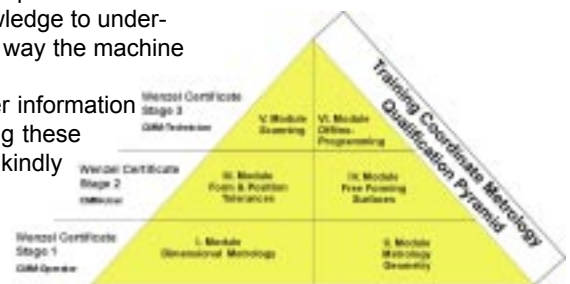 wledge to under-
way the machine
er information
g these
kindly
Wenzel Certificate
Stage 3
CMM-Technician
V. Module
Scanning
VI. Module
Offline-
Programming
Wenzel Certificate
Stage 2
III. Module
Form & Position
Tolerances
IV. Module
Free Forming
Surfaces
Wenzel Certificate
Stage 1
CMM-Operator
I. Module
Dimensional Metrology
II. Module
Metrology
Geometry
Training Coordinate Metrology
Qualification Pyramid